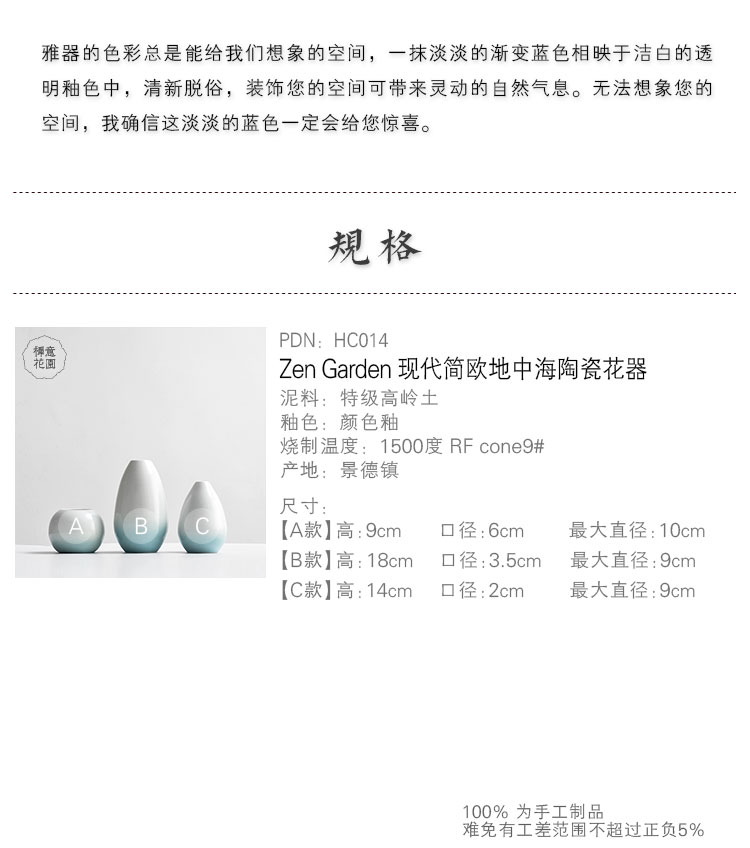 雅器的色彩总是能给我们想象的空间，一抹淡淡的渐变蓝色相映于洁白的透
明釉色中，清新脱俗，装饰您的空间可带来灵动的自然气息。无法想象您的
空间，我确信这淡淡的蓝色一定会给您惊喜。
規格
禪意
花園
A B C
PDN：HC014
Zen Garden 现代简欧地中海陶瓷花器
泥料：特级高岭土
釉色：颜色釉
烧制温度：1500度 RF cone9#
产地：景德镇
尺寸：
【A款】高：9cm 口径：6cm 最大直径：10cm
【B款】高：18cm 口径：3.5cm 最大直径：9cm
【C款】高：14cm 口径：2cm 最大直径：9cm
100% 为手工制品
难免有工差范围不超过正负5%